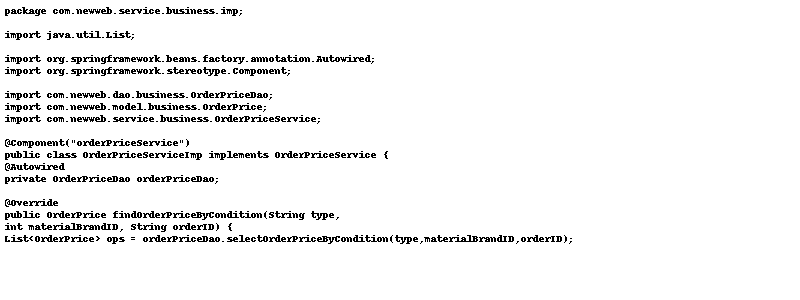 package com.newweb.service.business.imp;
import java.util.List;
import org.springframework.beans.factory.annotation.Autowired;
import org.springframework.stereotype.Component;
import com.newweb.dao.business.OrderPriceDao;
import com.newweb.model.business.OrderPrice;
import com.newweb.service.business.OrderPriceService;
@Component("orderPriceService")
public class OrderPriceServiceImp implements OrderPriceService {
@Autowired
private OrderPriceDao orderPriceDao;
@Override
public OrderPrice findOrderPriceByCondition(String type,
int materialBrandID, String orderID) {
List<OrderPrice> ops = orderPriceDao.selectOrderPriceByCondition(type,materialBrandID,orderID);